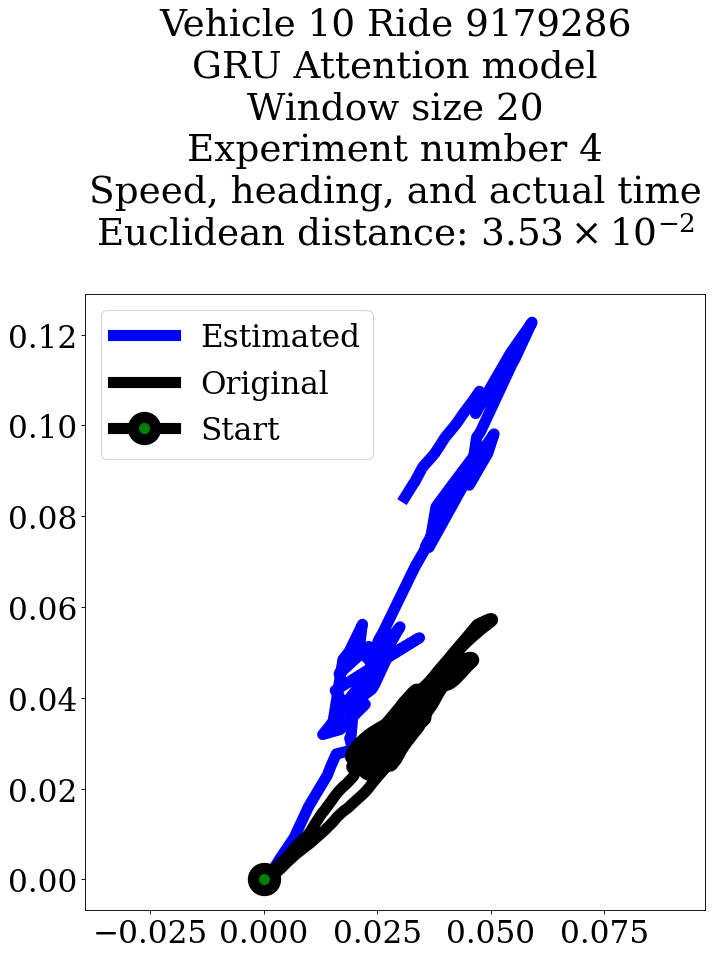 Vehicle 10 Ride 9179286
GRU Attention model
Window size 20
Experiment number 4
Speed, heading, and actual time
Euclidean distance: 3.53 × 10⁻²
Estimated
Original
Start
0.12
0.10
0.08
0.06
0.04
0.02
0.00
−0.025 0.000 0.025 0.050 0.075